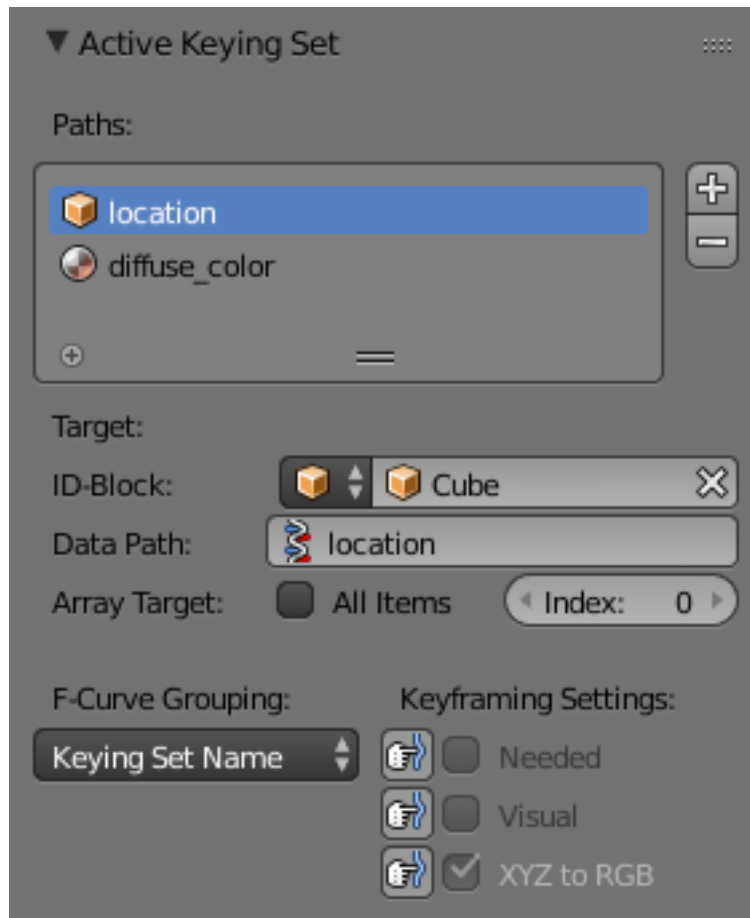 Active Keying Set
Paths:
location
diffuse_color
Target:
ID-Block: Cube
Data Path: location
Array Target: All Items Index: 0
F-Curve Grouping: Keyframing Settings:
Keying Set Name Needed
Visual
XYZ to RGB